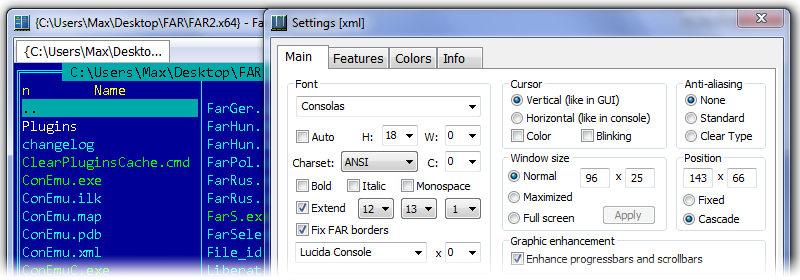 {C:\Users\Max\Desktop\FAR\FAR2.x64} - Fa
{C:\Users\Max\Deskto...
C:\Users\Max\Desktop\FAR
n Name
..
Plugins
changelog
ClearPluginsCache.cmd
ConEmu.exe
ConEmu.ilk
ConEmu.map
ConEmu.pdb
ConEmu.xml
FarGer.
FarHun.
FarHun.
FarPol.
FarRus.
FarRus.
FarS.ex
FarSele
File_id
Settings [xml]
Main Features Colors Info
Font
Consolas
Auto H: 18 W: 0
Charset: ANSI C: 0
Bold Italic Monospace
Extend 12 13 1
Fix FAR borders
Lucida Console x 0
Cursor
Vertical (like in GUI)
Horizontal (like in console)
Color Blinking
Anti-aliasing
None
Standard
Clear Type
Window size
Normal 96 x 25
Maximized
Full screen Apply
Position
143 x 66
Fixed
Cascade
Graphic enhancement
Enhance progressbars and scrollbars